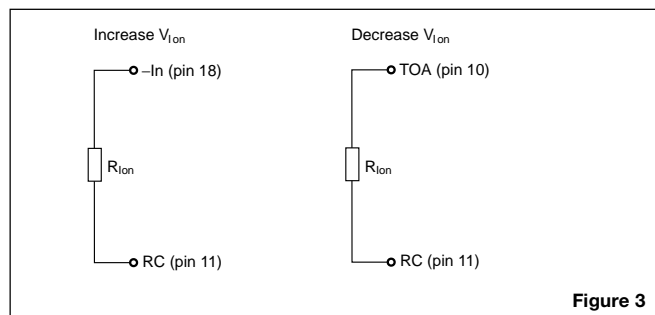 Increase VIon
–In (pin 18)
RIon
RC (pin 11)
Decrease VIon
TOA (pin 10)
RIon
RC (pin 11)
Figure 3